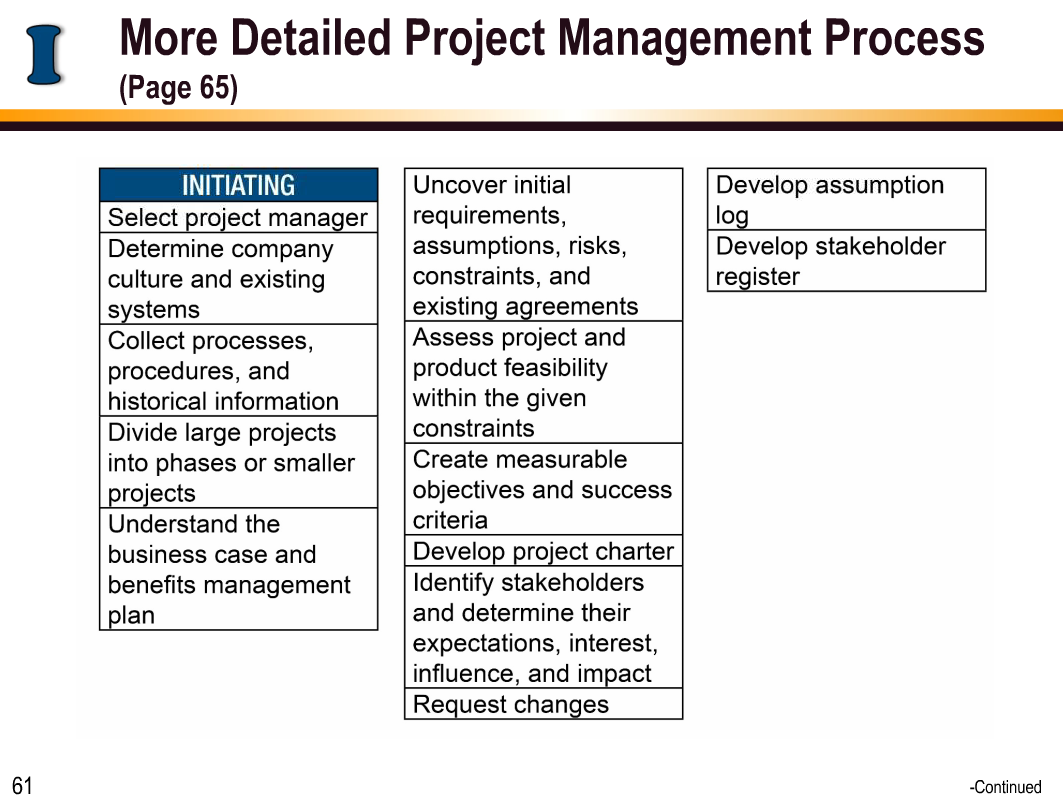 More Detailed Project Management Process
(Page 65)
INITIATING
Select project manager
Determine company
culture and existing
systems
Collect processes,
procedures, and
historical information
Divide large projects
into phases or smaller
projects
Understand the
business case and
benefits management
plan
Uncover initial
requirements,
assumptions, risks,
constraints, and
existing agreements
Assess project and
product feasibility
within the given
constraints
Create measurable
objectives and success
criteria
Develop project charter
Identify stakeholders
and determine their
expectations, interest,
influence, and impact
Request changes
Develop assumption
log
Develop stakeholder
register
61
-Continued